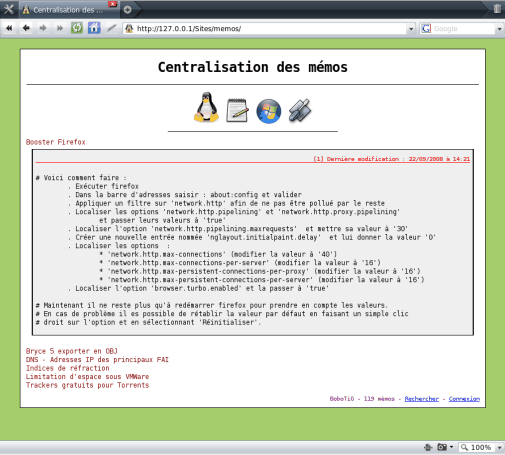 Centralisation des ...
http://127.0.0.1/Sites/memos/
Google
Centralisation des mémos
Booster Firefox
[1] Dernière modification : 22/09/2008 à 14:21
# Voici comment faire :
. Exécuter firefox
. Dans la barre d'adresses saisir : about:config et valider
. Appliquer un filtre sur 'network.http' afin de ne pas être pollué par le reste
. Localiser les options 'network.http.pipelining' et 'network.http.proxy.pipelining'
et passer leurs valeurs à 'true'
. Localiser l'option 'network.http.pipelining.maxrequests' et mettre sa valeur à '30'
. Créer une nouvelle entrée nommée 'nglayout.initialpaint.delay' et lui donner la valeur '0'
. Localiser les options :
* 'network.http.max-connections' (modifier la valeur à '40')
* 'network.http.max-connections-per-server' (modifier la valeur à '16')
* 'network.http.max-persistent-connections-per-proxy' (modifier la valeur à '16')
* 'network.http.max-persistent-connections-per-server' (modifier la valeur à '16')
. Localiser l'option 'browser.turbo.enabled' et la passer à 'true'
# Maintenant il ne reste plus qu'à redémarrer firefox pour prendre en compte les valeurs.
# En cas de problème il es possible de rétablir la valeur par défaut en faisant un simple clic
# droit sur l'option et en sélectionnant 'Réinitialiser'.
Bryce 5 exporter en OBJ
DNS - Adresses IP des principaux FAI
Indices de réfraction
Limitation d'espace sous VMWare
Trackers gratuits pour Torrents
BoboTiG - 119 mémos - Rechercher - Connexion
100%